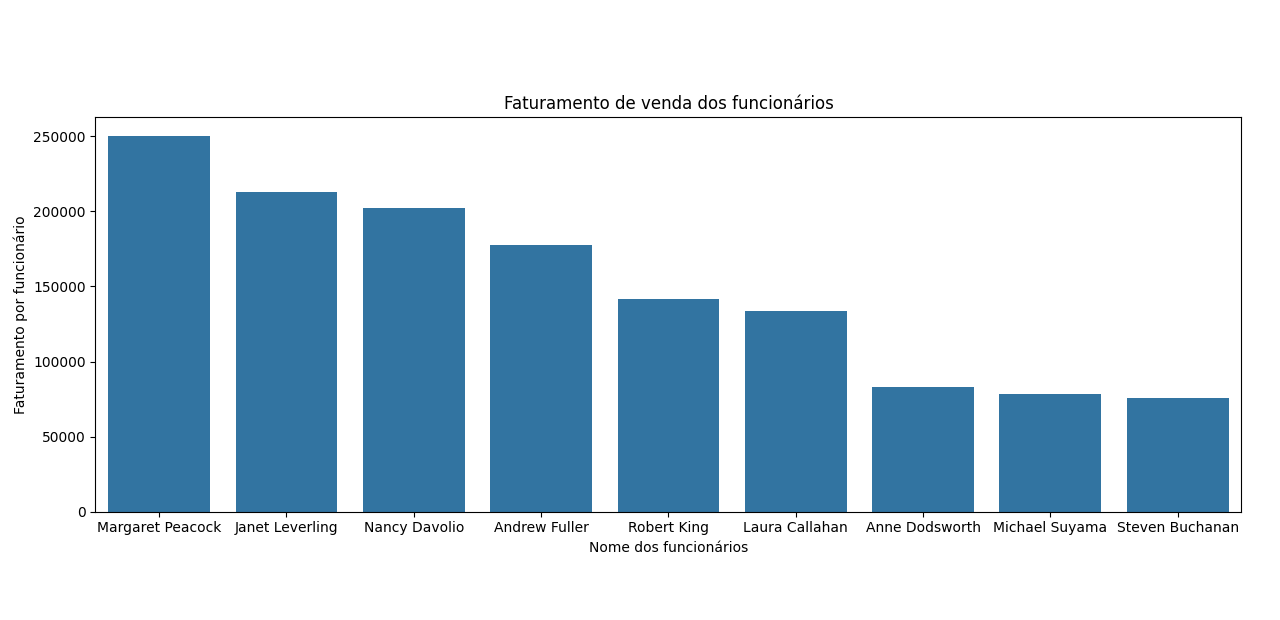 Faturamento de venda dos funcionários
Faturamento por funcionário
250000
200000
150000
100000
50000
0
Margaret Peacock Janet Leverling Nancy Davolio Andrew Fuller Robert King Laura Callahan Anne Dodsworth Michael Suyama Steven Buchanan
Nome dos funcionários